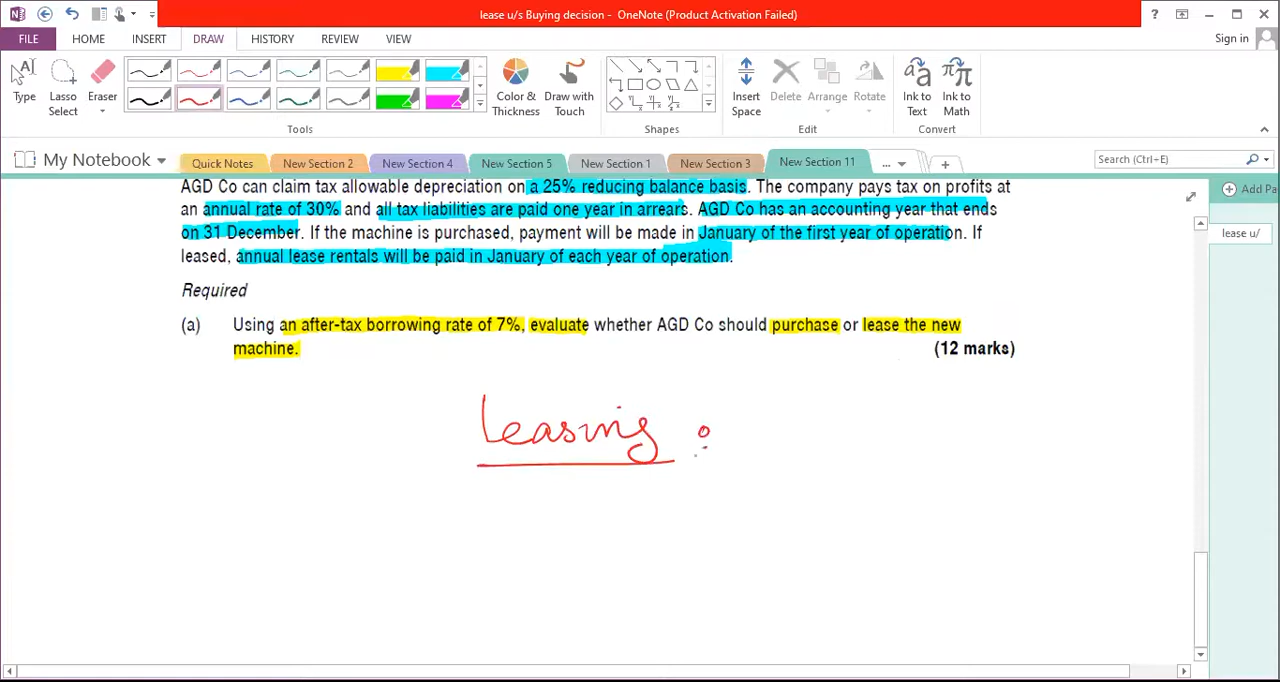 lease u/s Buying decision - OneNote (Product Activation Failed)
FILE HOME INSERT DRAW HISTORY REVIEW VIEW Sign in
Type Lasso Select Eraser Color & Thickness Draw with Touch Insert Space Delete Arrange Rotate Ink to Text Ink to Math
Tools Shapes Edit Convert
My Notebook Quick Notes New Section 2 New Section 4 New Section 5 New Section 1 New Section 3 New Section 11 ... Search (Ctrl+E)
Add Pa
lease u/
AGD Co can claim tax allowable depreciation on a 25% reducing balance basis. The company pays tax on profits at
an annual rate of 30% and all tax liabilities are paid one year in arrears. AGD Co has an accounting year that ends
on 31 December. If the machine is purchased, payment will be made in January of the first year of operation. If
leased, annual lease rentals will be paid in January of each year of operation.
Required
(a) Using an after-tax borrowing rate of 7%, evaluate whether AGD Co should purchase or lease the new
machine. (12 marks)
Leasing :